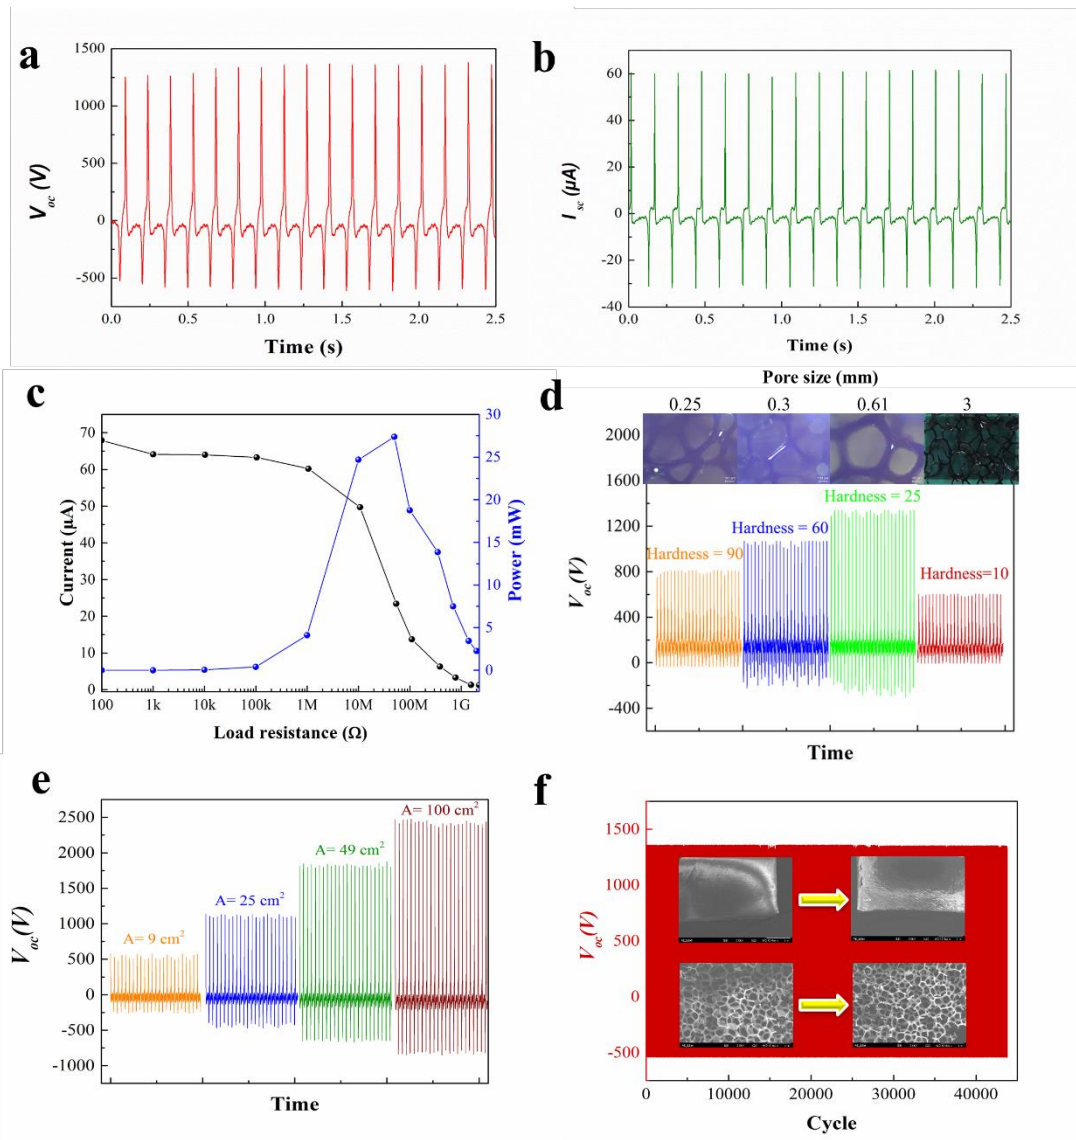 a
1500
1000
500
0
-500
V oc (V)
0.0 0.5 1.0 1.5 2.0 2.5
Time (s)
b
60
40
20
0
-20
-40
I sc (μA)
0.0 0.5 1.0 1.5 2.0 2.5
Time (s)
c
70
60
50
40
30
20
10
0
Current (μA)
30
25
20
15
10
5
0
Power (mW)
100 1k 10k 100k 1M 10M 100M 1G
Load resistance (Ω)
Pore size (mm)
d
0.25 0.3 0.61 3
2000
1600
1200
800
400
0
-400
Voc(V)
Hardness = 25
Hardness = 60
Hardness = 90
Hardness=10
Time
e
2500
2000
1500
1000
500
0
-500
-1000
Voc(V)
A= 100 cm2
A= 49 cm2
A= 25 cm2
A= 9 cm2
Time
f
1500
1000
500
0
-500
Voc(V)
0 10000 20000 30000 40000
Cycle